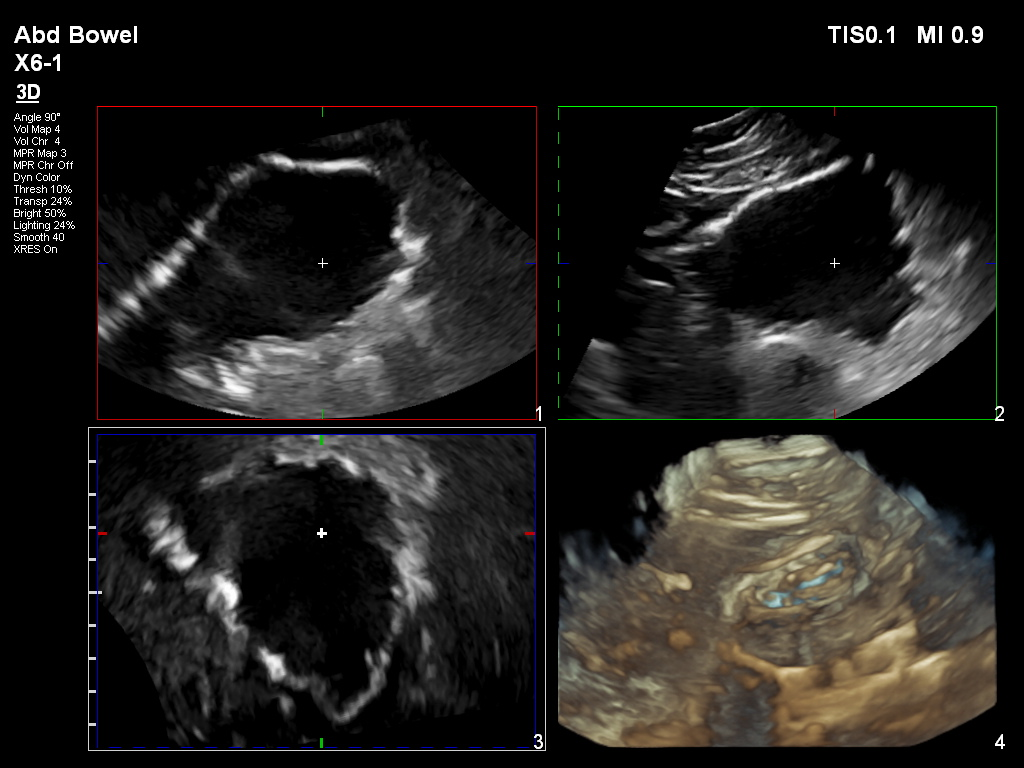 Abd Bowel
TIS0.1 MI 0.9
X6-1
3D
Angle 90°
Vol Map 4
Vol Chr 4
MPR Map 3
MPR Chr Off
Dyn Color
Thresh 10%
Transp 24%
Bright 50%
Lighting 24%
Smooth 40
XRES On
1
2
3
4